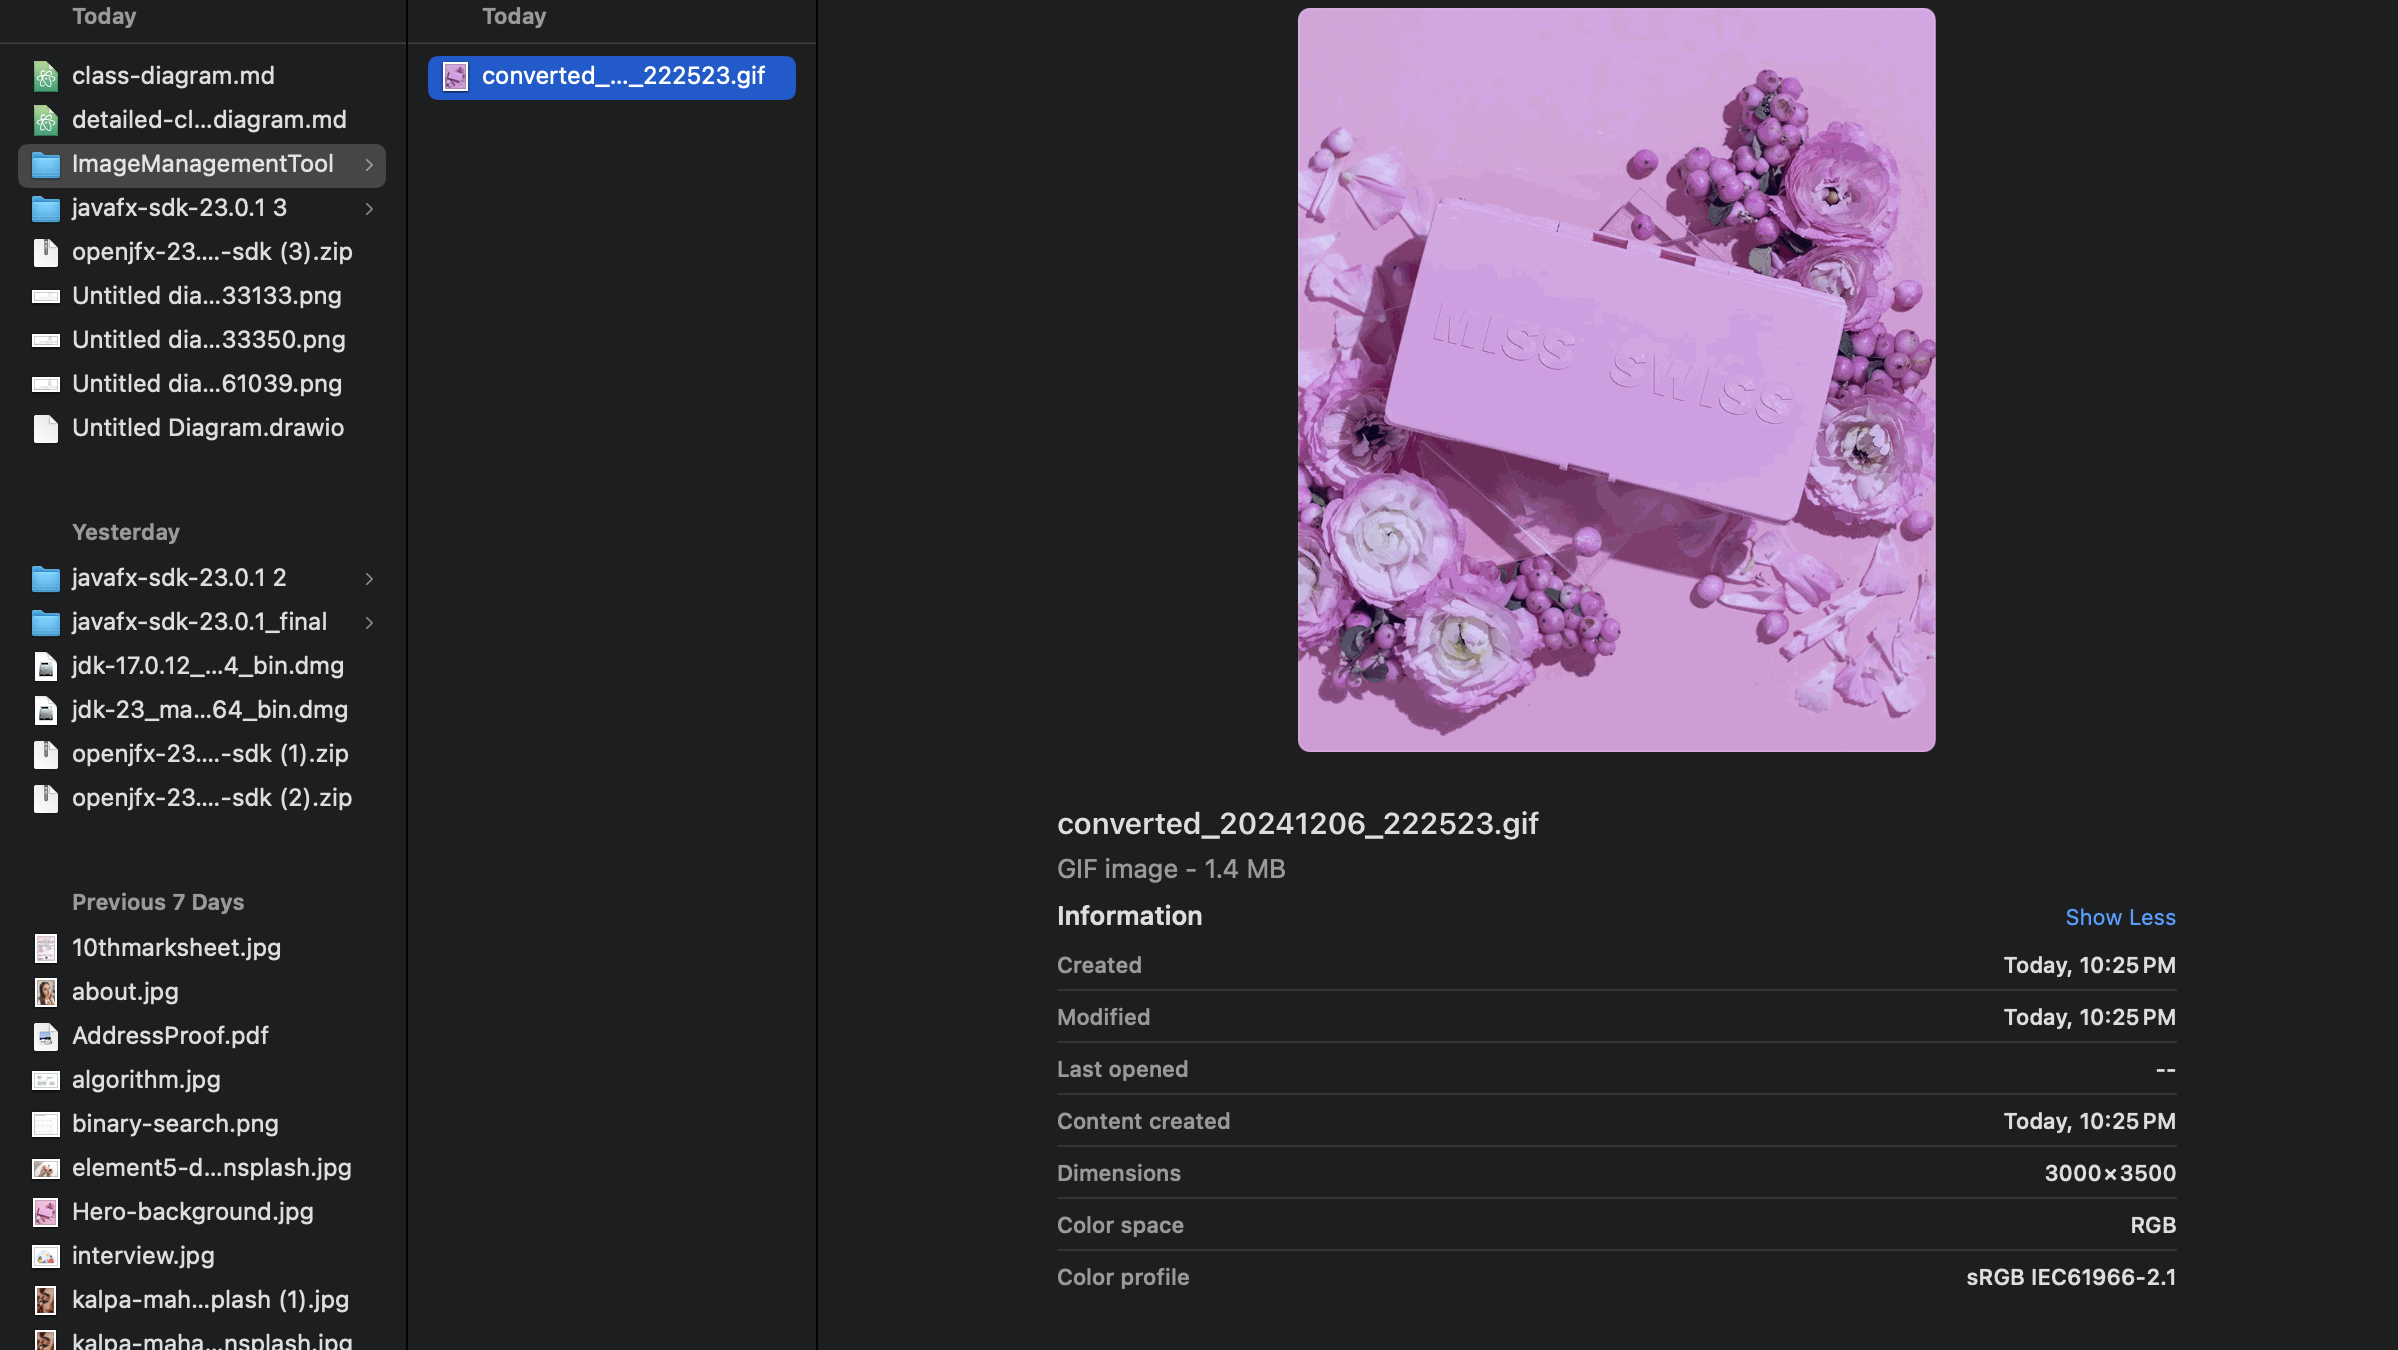 Today
class-diagram.md
detailed-cl...diagram.md
ImageManagementTool
javafx-sdk-23.0.1 3
openjfx-23....-sdk (3).zip
Untitled dia...33133.png
Untitled dia...33350.png
Untitled dia...61039.png
Untitled Diagram.drawio
Yesterday
javafx-sdk-23.0.1 2
javafx-sdk-23.0.1_final
jdk-17.0.12_...4_bin.dmg
jdk-23_ma...64_bin.dmg
openjfx-23....-sdk (1).zip
openjfx-23....-sdk (2).zip
Previous 7 Days
10thmarksheet.jpg
about.jpg
AddressProof.pdf
algorithm.jpg
binary-search.png
element5-d...nsplash.jpg
Hero-background.jpg
interview.jpg
kalpa-mah...plash (1).jpg
kalpa-maha...nsplash.jpg
Today
converted_..._222523.gif
MISS SWISS
converted_20241206_222523.gif
GIF image - 1.4 MB
Information Show Less
Created Today, 10:25 PM
Modified Today, 10:25 PM
Last opened --
Content created Today, 10:25 PM
Dimensions 3000×3500
Color space RGB
Color profile sRGB IEC61966-2.1